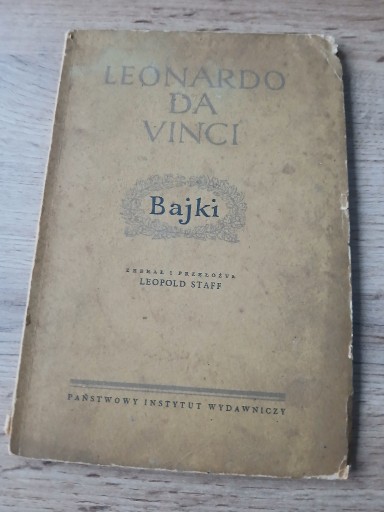 LEONARDO
DA
VINCI
Bajki
ZEBRAŁ I PRZEŁOŻYŁ
LEOPOLD STAFF
PAŃSTWOWY INSTYTUT WYDAWNICZY